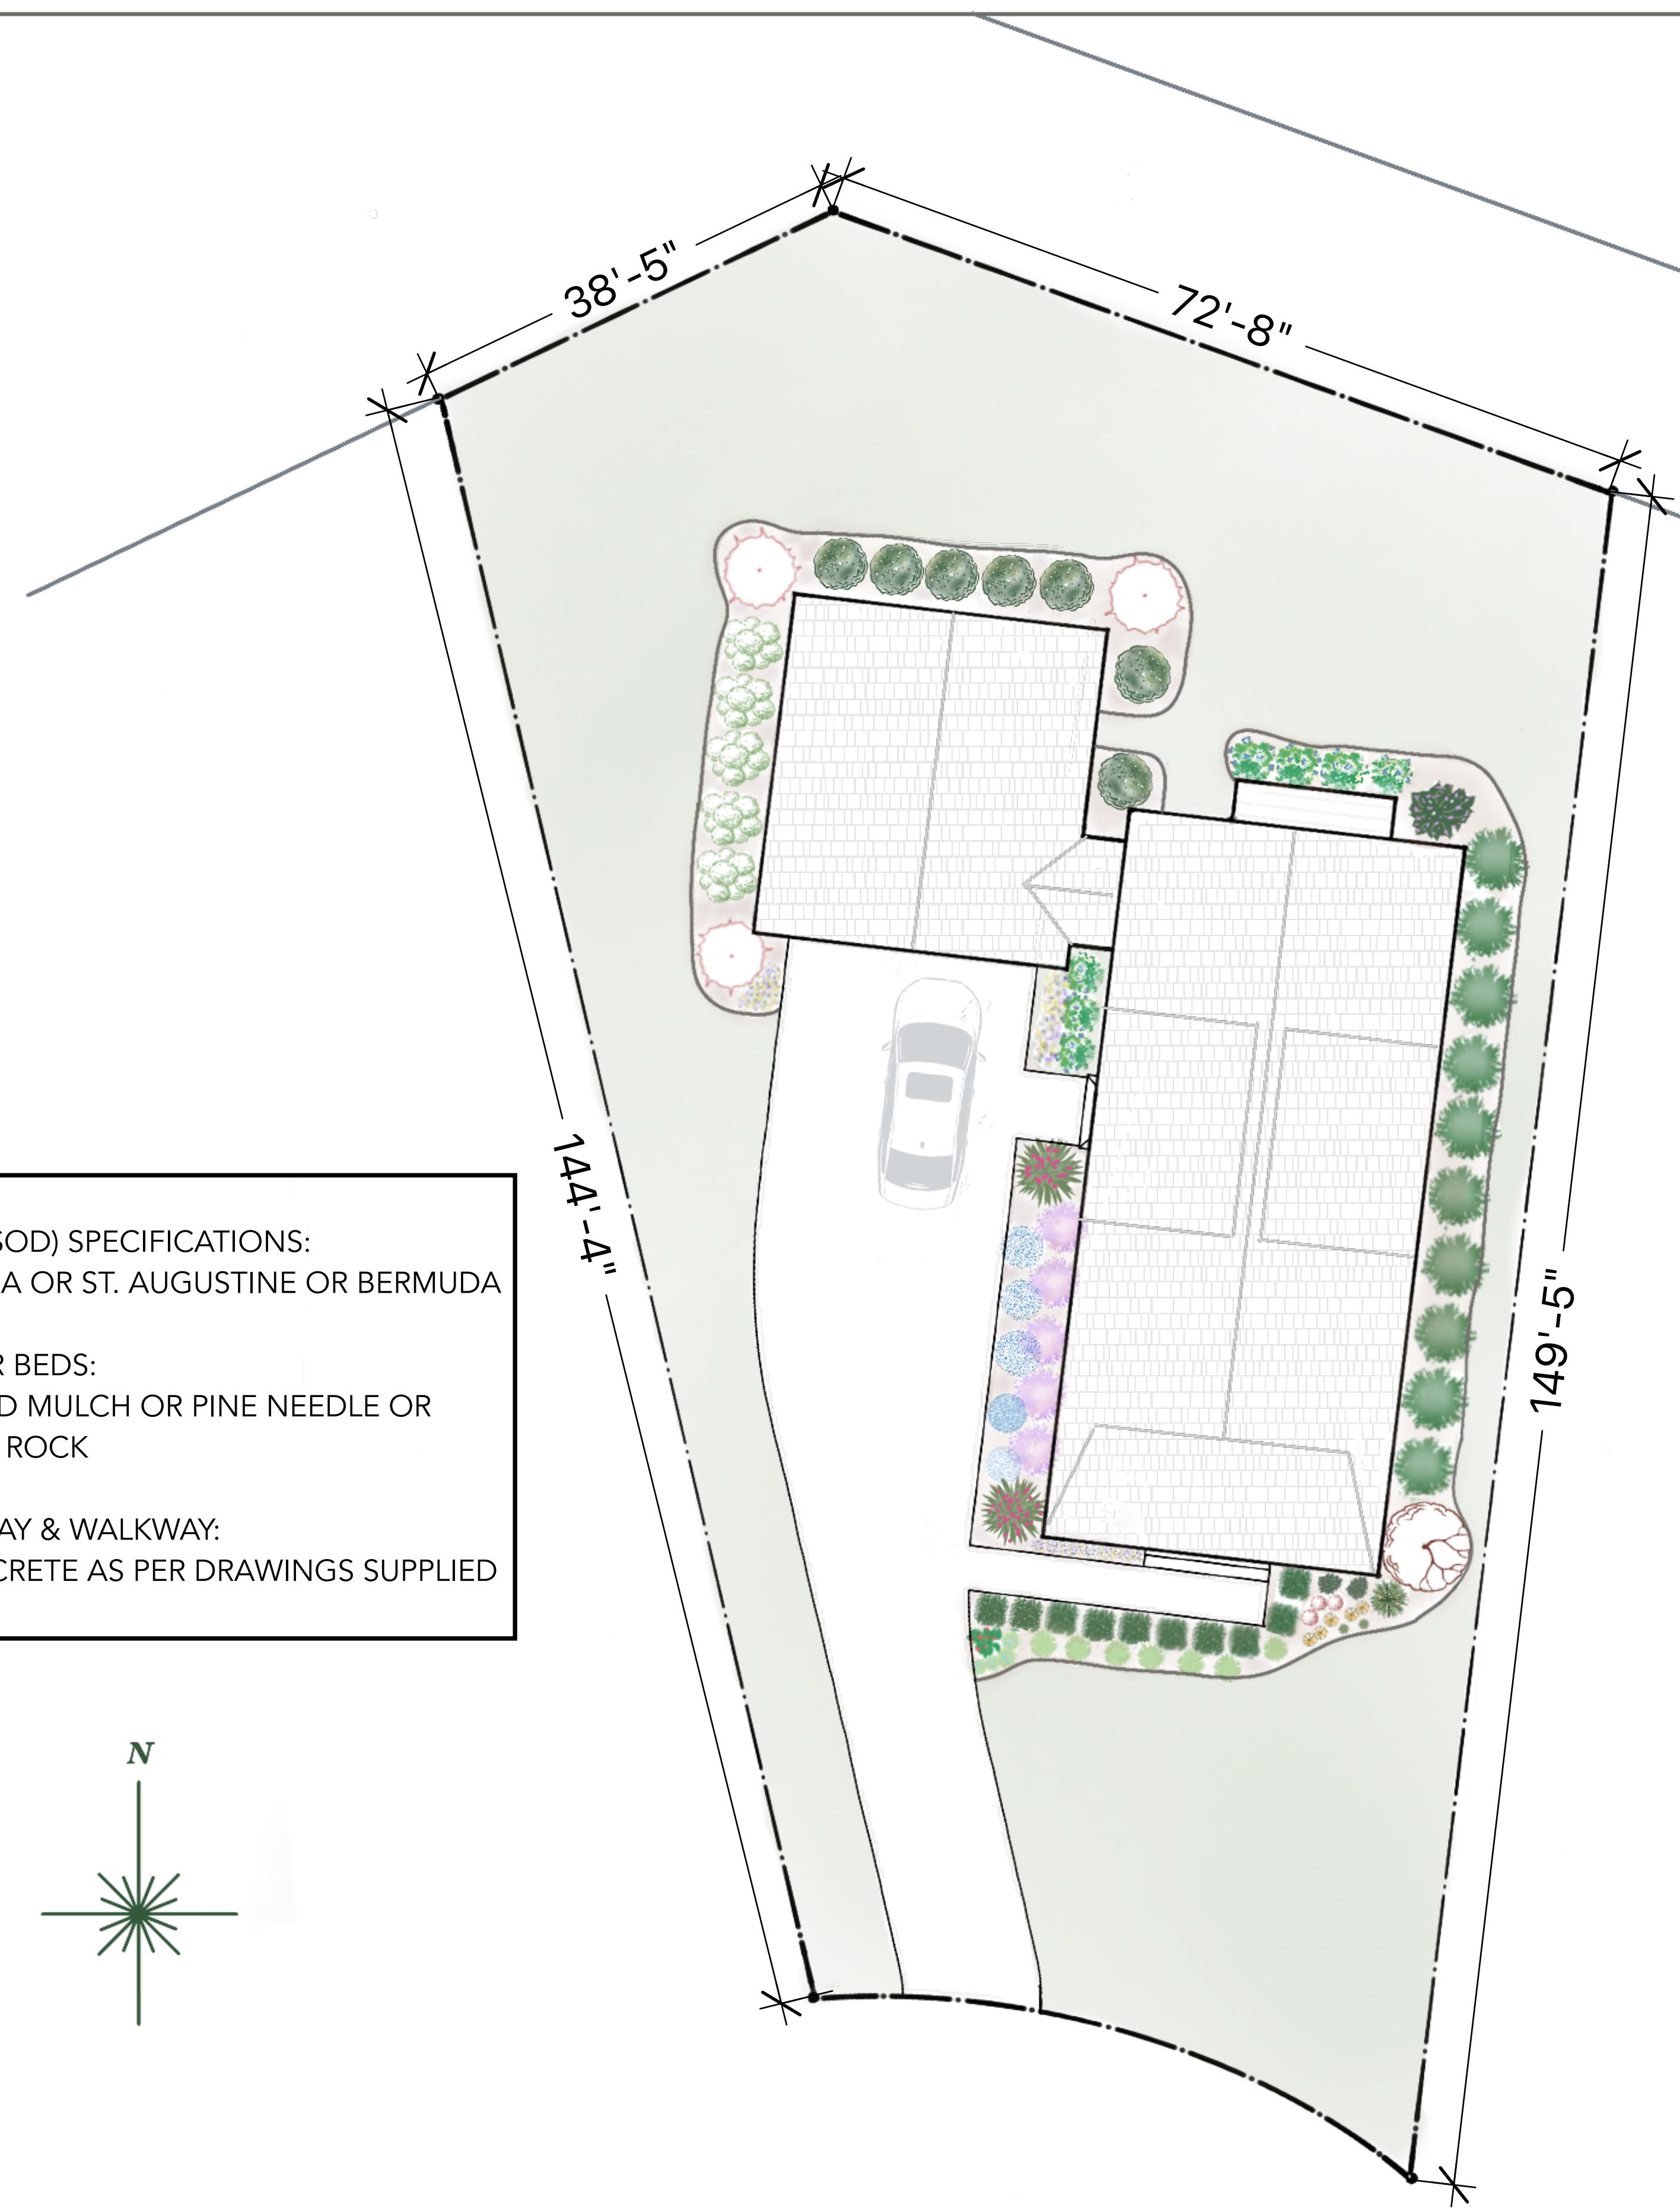 38'-5"
72'-8"
144'-4"
149'-5"
SOD) SPECIFICATIONS:
A OR ST. AUGUSTINE OR BERMUDA
R BEDS:
D MULCH OR PINE NEEDLE OR
ROCK
AY & WALKWAY:
CRETE AS PER DRAWINGS SUPPLIED
N